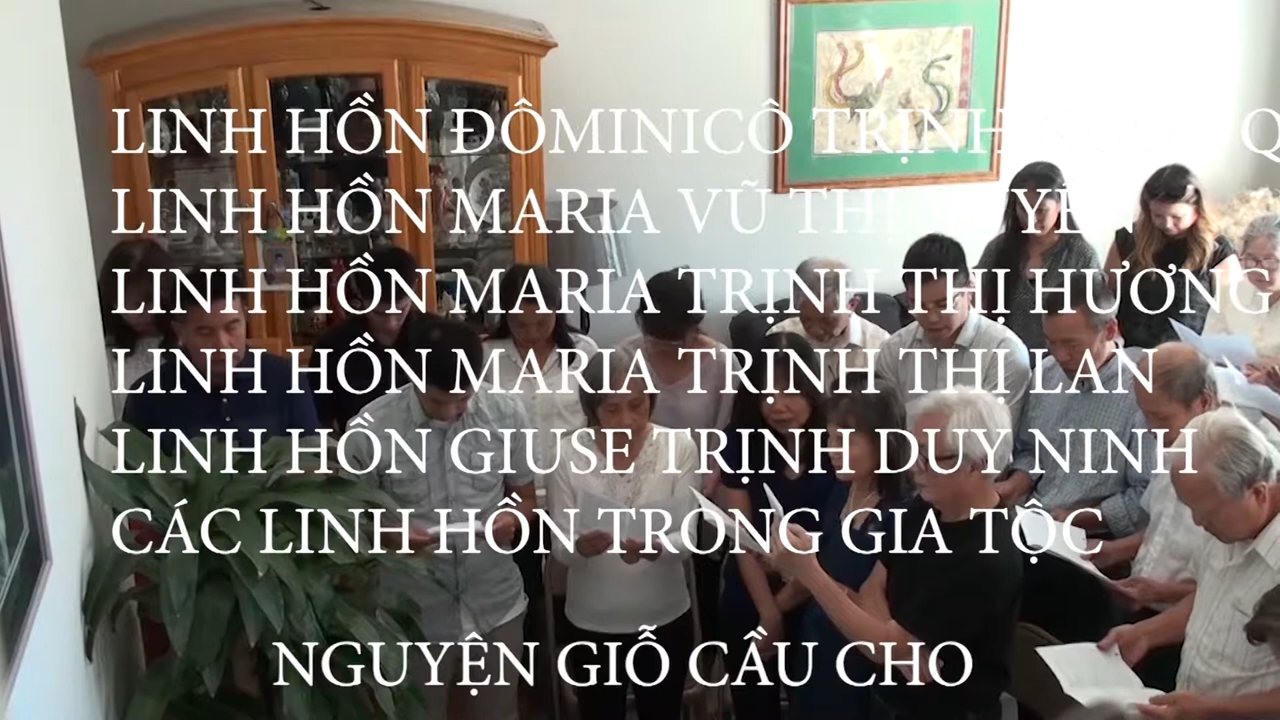 LINH HỒN ĐÔMINICÔ TRỊNH
LINH HỒN MARIA VŨ THỊ
LINH HỒN MARIA TRỊNH THỊ HƯƠNG
LINH HỒN MARIA TRỊNH THỊ LAN
LINH HỒN GIUSE TRỊNH DUY NINH
CÁC LINH HỒN TRONG GIA TỘC
NGUYỆN GIỖ CẦU CHO